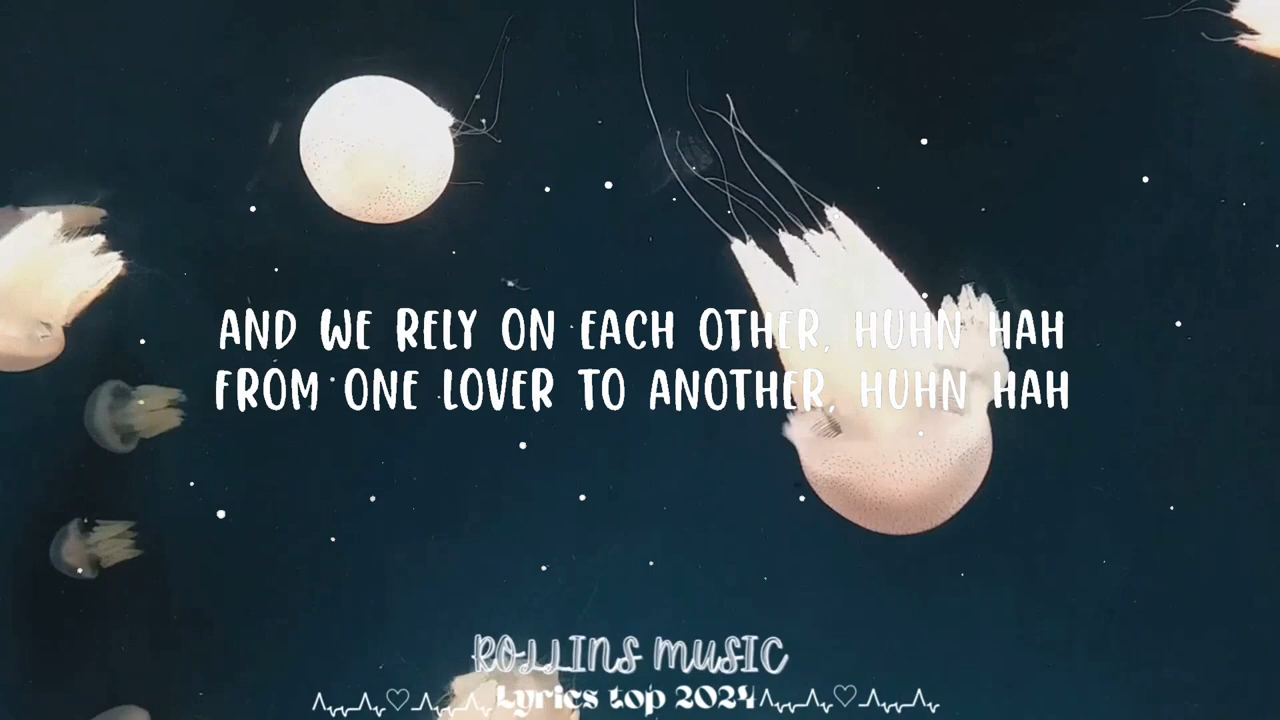 AND WE RELY ON EACH OTHER, HUHN HAH
FROM ONE LOVER TO ANOTHER, HUHN HAH
ROLLINS MUSIC
Lyrics top 2024